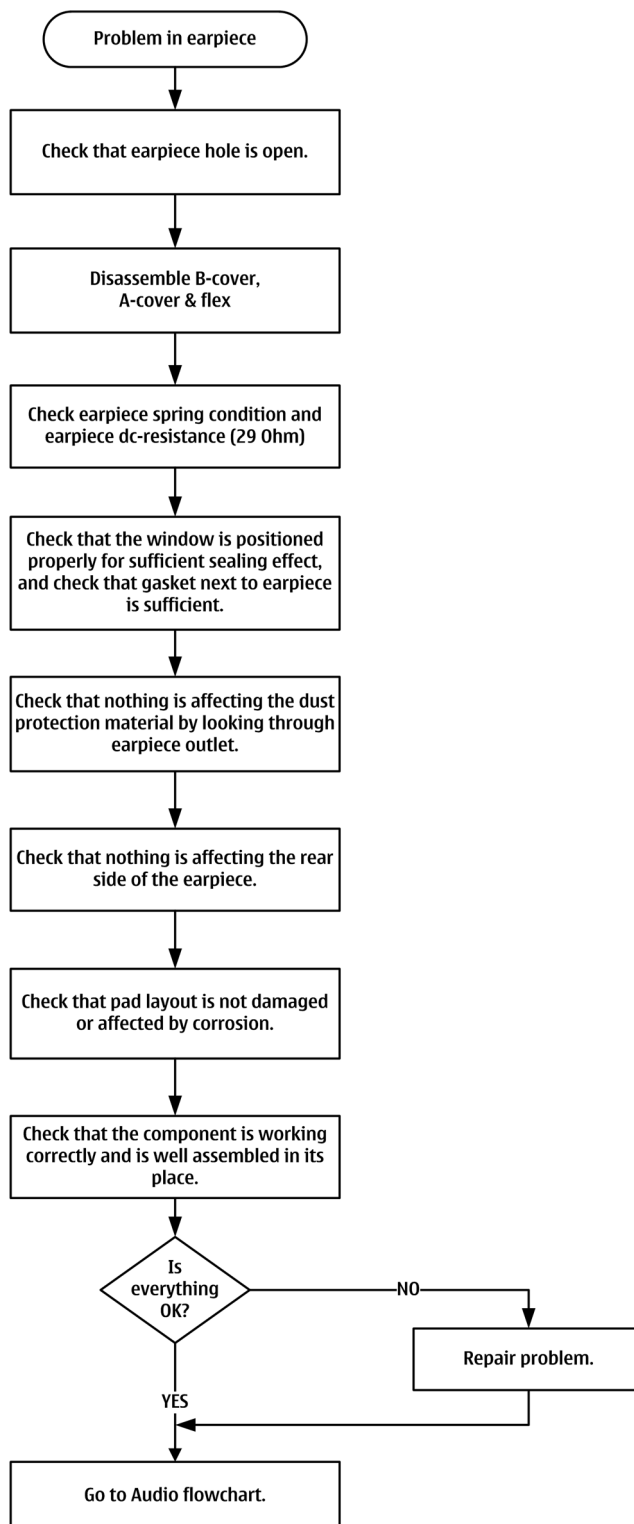 Problem in earpiece
Check that earpiece hole is open.
Disassemble B-cover,
A-cover & flex
Check earpiece spring condition and
earpiece dc-resistance (29 Ohm)
Check that the window is positioned
properly for sufficient sealing effect,
and check that gasket next to earpiece
is sufficient.
Check that nothing is affecting the dust
protection material by looking through
earpiece outlet.
Check that nothing is affecting the rear
side of the earpiece.
Check that pad layout is not damaged
or affected by corrosion.
Check that the component is working
correctly and is well assembled in its
place.
Is
everything
OK?
NO
Repair problem.
YES
Go to Audio flowchart.